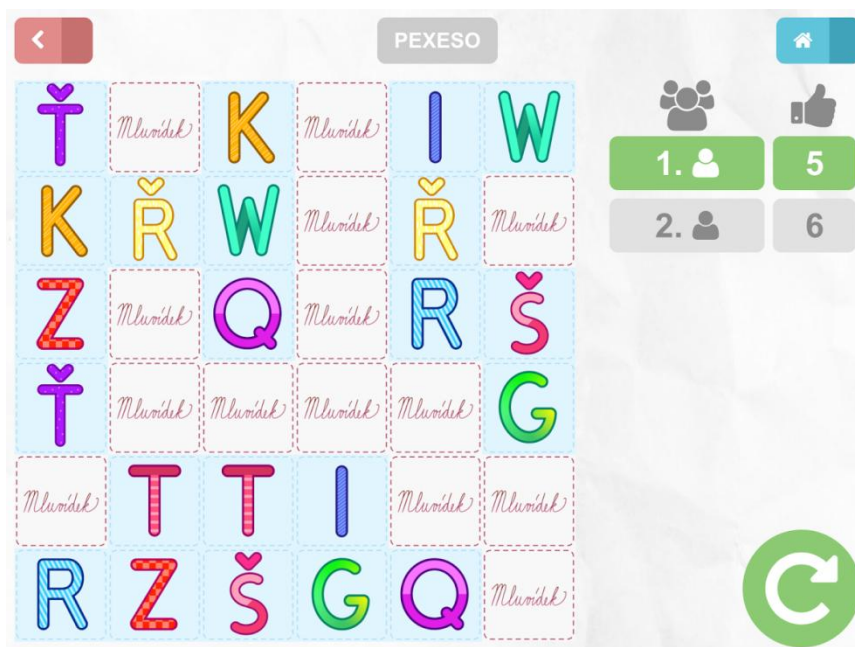 PEXESO
Ť Mluvídek K Mluvídek I W
1. 5
K Ř W Mluvídek Ř Mluvídek
2. 6
Z Mluvídek Q Mluvídek R Š
Ť Mluvídek Mluvídek Mluvídek Mluvídek G
Mluvídek T T I Mluvídek Mluvídek
R Z Š G Q Mluvídek